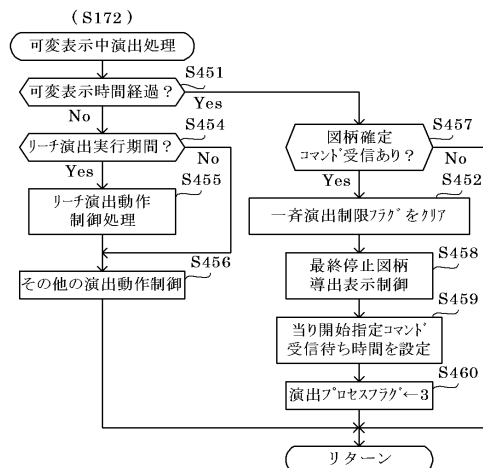 (S172)
可変表示中演出処理
S451
可変表示時間経過?
Yes
No
S454
リーチ演出実行期間?
No
Yes
S455
リーチ演出動作
制御処理
S456
その他の演出動作制御
S457
図柄確定
コマンド受信あり?
No
Yes
S452
一斉演出制限フラグをクリア
S458
最終停止図柄
導出表示制御
S459
当り開始指定コマンド
受信待ち時間を設定
S460
演出プロセスフラグ←3
リターン